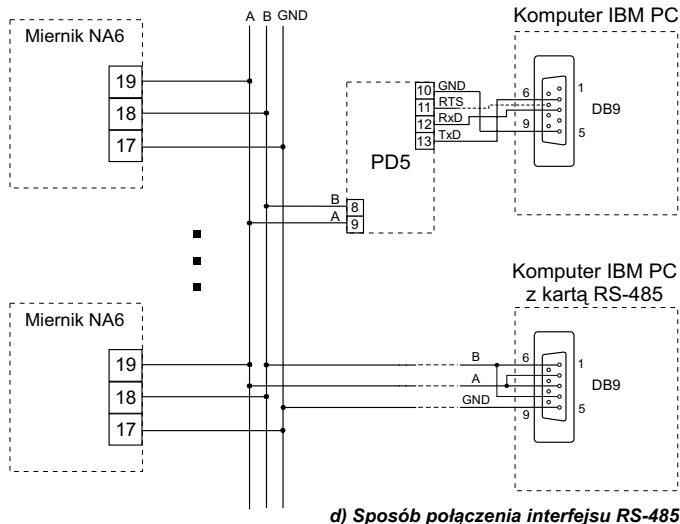 A B GND
Komputer IBM PC
Miernik NA6
19
18
17
10 GND
11 RTS
12 RxD
13 TxD
6
1
9
5
DB9
PD5
B 8
A 9
Komputer IBM PC
z kartą RS-485
Miernik NA6
19
18
17
B
A
GND
6
1
9
5
DB9
d) Sposób połączenia interfejsu RS-485